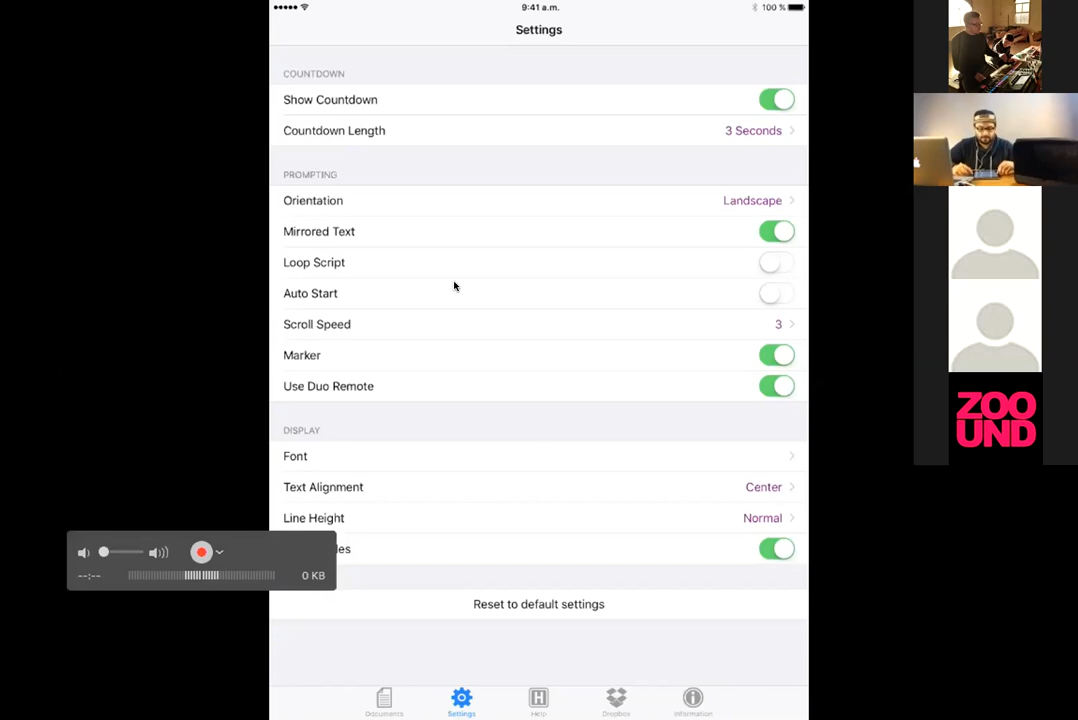 9:41 a.m.
100 %
Settings
COUNTDOWN
Show Countdown
Countdown Length
3 Seconds
PROMPTING
Orientation
Landscape
Mirrored Text
Loop Script
Auto Start
Scroll Speed
3
Marker
Use Duo Remote
DISPLAY
Font
Text Alignment
Center
Line Height
Normal
Reset to default settings
Documents
Settings
Help
Dropbox
Information
--:--
0 KB
ZOO
UND